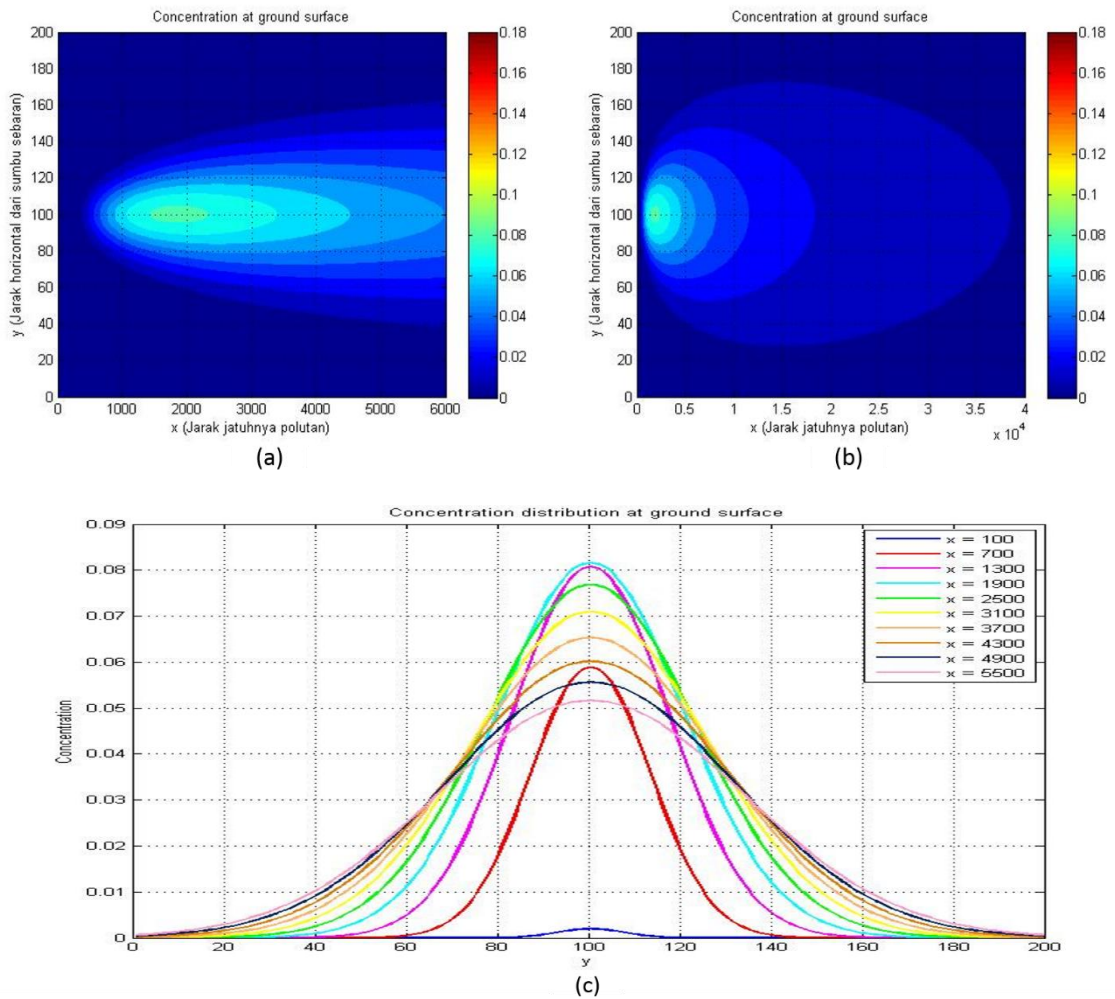 Concentration at ground surface
200
180
160
140
120
100
80
60
40
20
0
y (Jarak horizontal dari sumbu sebaran)
0 1000 2000 3000 4000 5000 6000
x (Jarak jatuhnya polutan)
0.18
0.16
0.14
0.12
0.1
0.08
0.06
0.04
0.02
0
(a)
Concentration at ground surface
200
180
160
140
120
100
80
60
40
20
0
y (Jarak horizontal dari sumbu sebaran)
0 0.5 1 1.5 2 2.5 3 3.5 4
x (Jarak jatuhnya polutan)
x 10^4
0.18
0.16
0.14
0.12
0.1
0.08
0.06
0.04
0.02
0
(b)
Concentration distribution at ground surface
0.09
0.08
0.07
0.06
0.05
0.04
0.03
0.02
0.01
0
Concentration
x = 100
x = 700
x = 1300
x = 1900
x = 2500
x = 3100
x = 3700
x = 4300
x = 4900
x = 5500
0 20 40 60 80 100 120 140 160 180 200
y
(c)